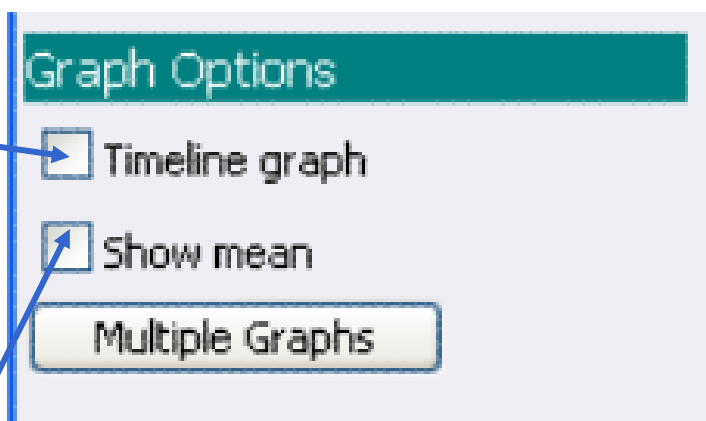 Graph Options
Timeline graph
Show mean
Multiple Graphs